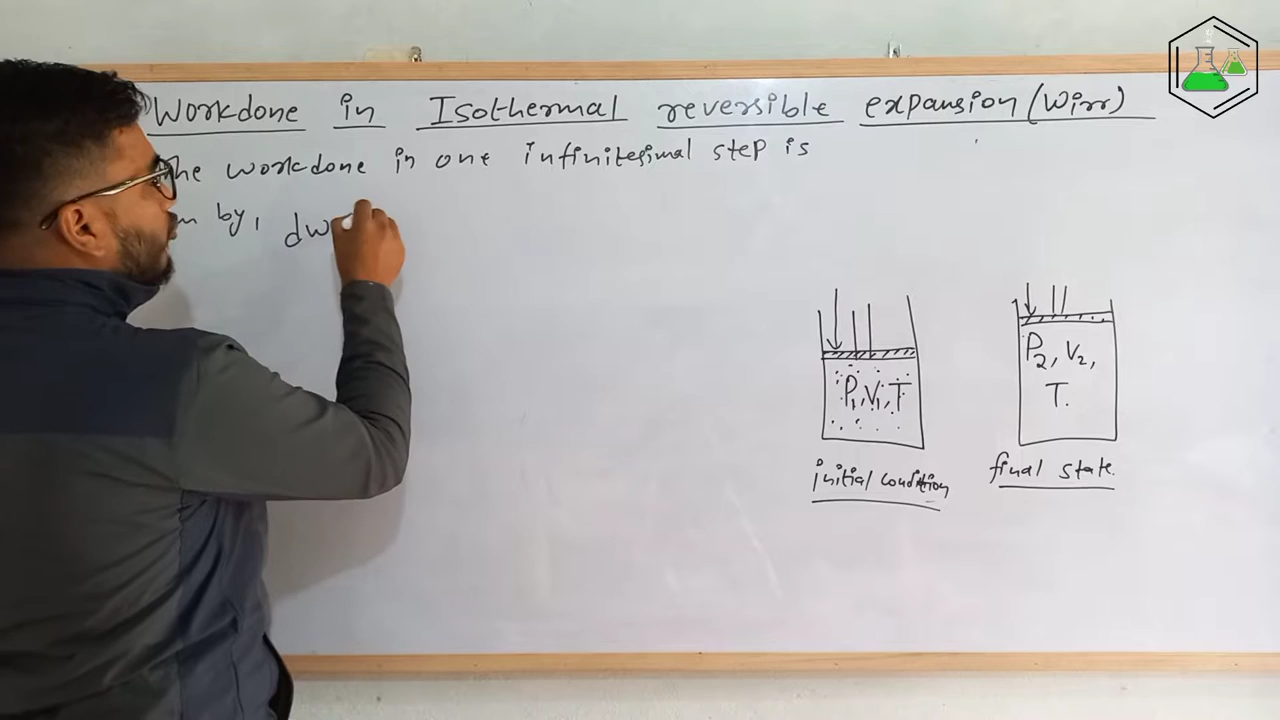 Workdone in Isothermal reversible expansion (Wirr)
The workdone in one infinitesimal step is
by, dw
P1, V1, T
P2, V2,
T.
initial condition
final state.